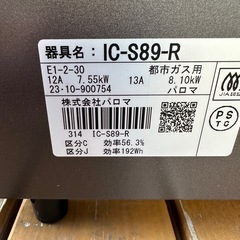 器具名: IC-S89-R
E1-2-30 都市ガス用
12A 7.55kW 13A 8.10kW
23·10-900754 パロマ
株式会社パロマ
314 IC-S89-R
区分C 効率56.3%
区分J 効率192Wh
JIA
PS
TC